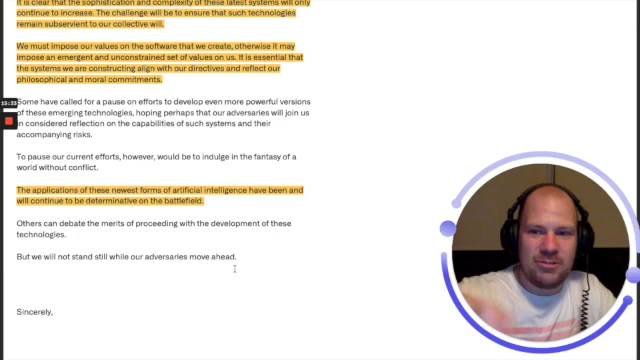 It is clear that the sophistication and complexity of these latest systems will only
continue to increase. The challenge will be to ensure that such technologies
remain subservient to our collective will.
We must impose our values on the software that we create, otherwise it may
impose an emergent and unconstrained set of values on us. It is essential that
the systems we are constructing align with our directives and reflect our
philosophical and moral commitments.
Some have called for a pause on efforts to develop even more powerful versions
of these emerging technologies, hoping perhaps that our adversaries will join us
in considered reflection on the capabilities of such systems and their
accompanying risks.
To pause our current efforts, however, would be to indulge in the fantasy of a
world without conflict.
The applications of these newest forms of artificial intelligence have been and
will continue to be determinative on the battlefield.
Others can debate the merits of proceeding with the development of these
technologies.
But we will not stand still while our adversaries move ahead.
Sincerely,